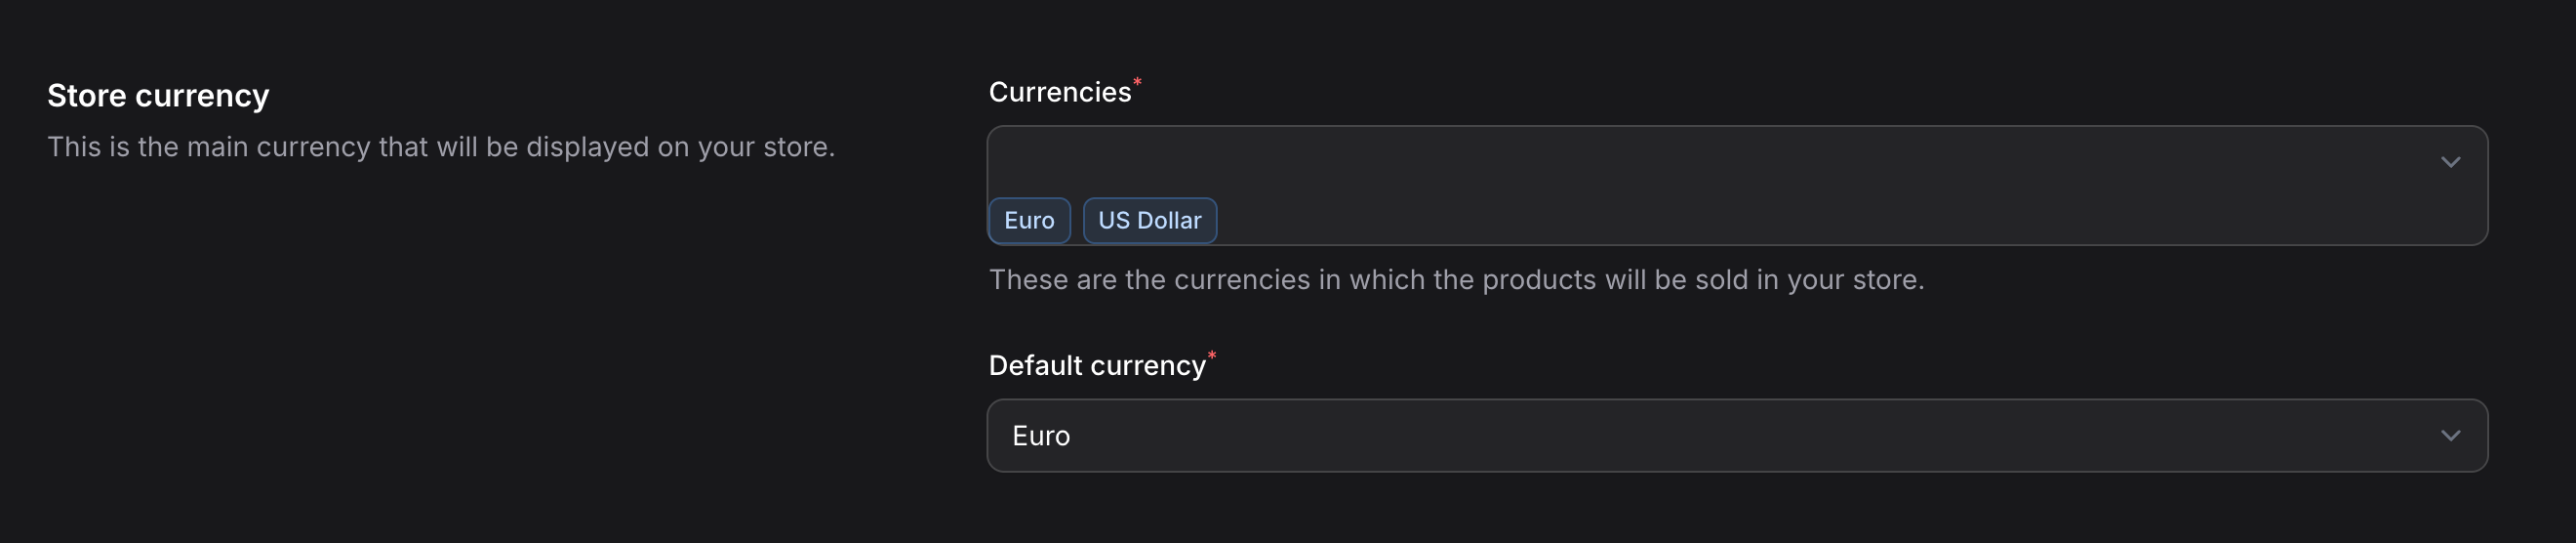 Store currency
This is the main currency that will be displayed on your store.
Currencies*
Euro
US Dollar
These are the currencies in which the products will be sold in your store.
Default currency*
Euro